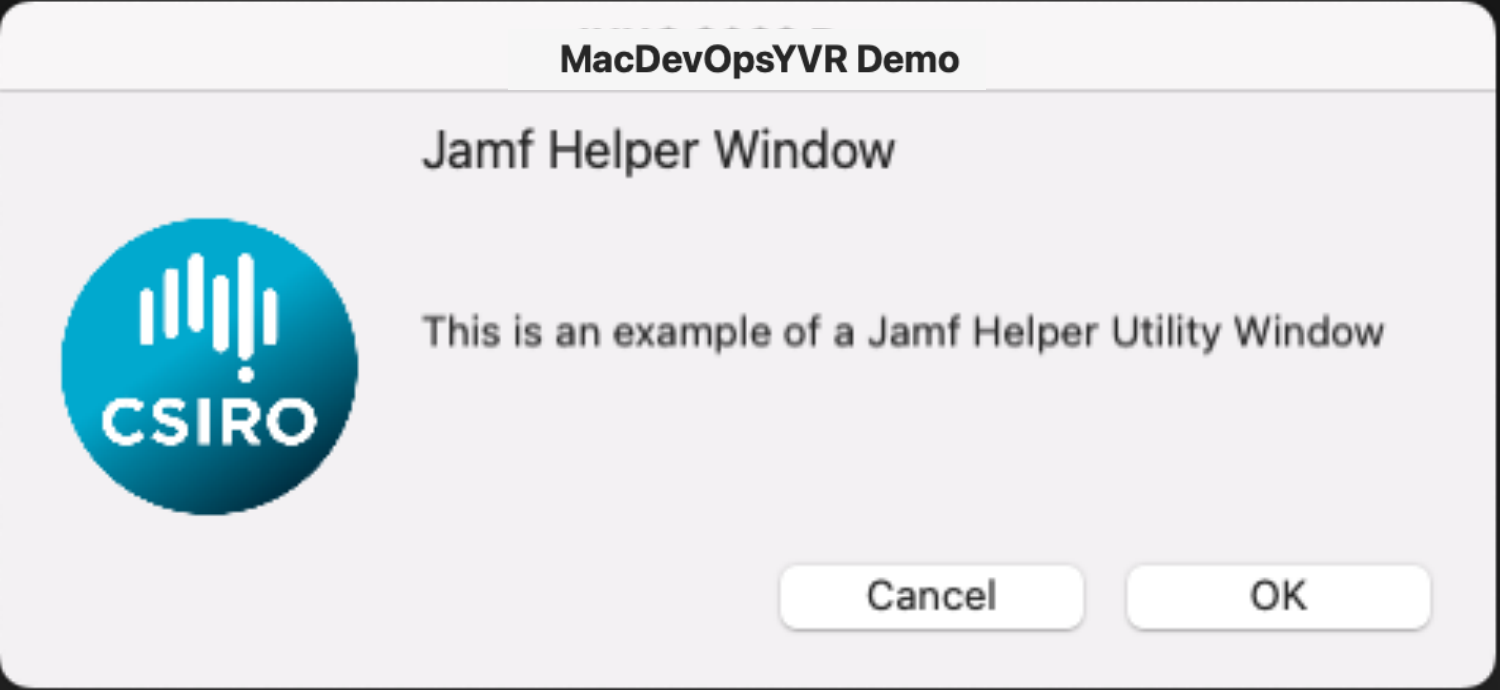 MacDevOpsYVR Demo
Jamf Helper Window
CSIRO
This is an example of a Jamf Helper Utility Window
Cancel
OK